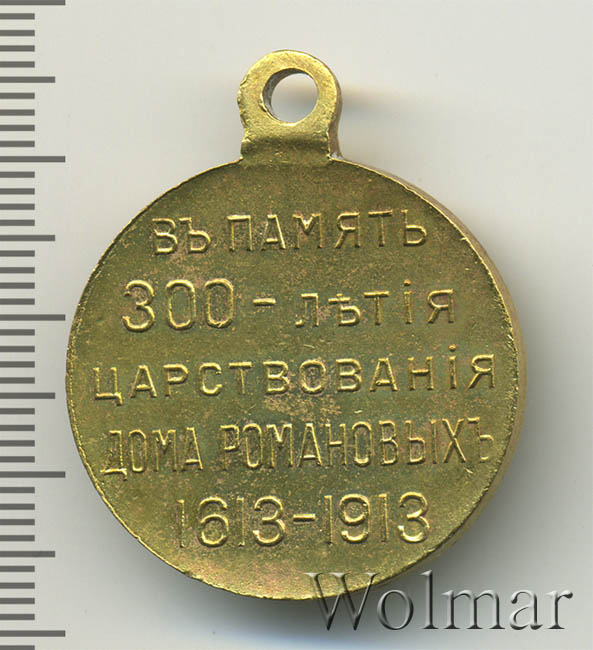 ВЪ ПАМЯТЬ
300-ЛѢТІЯ
ЦАРСТВОВАНІЯ
ДОМА РОМАНОВЫХЪ
1613-1913
Wolmar